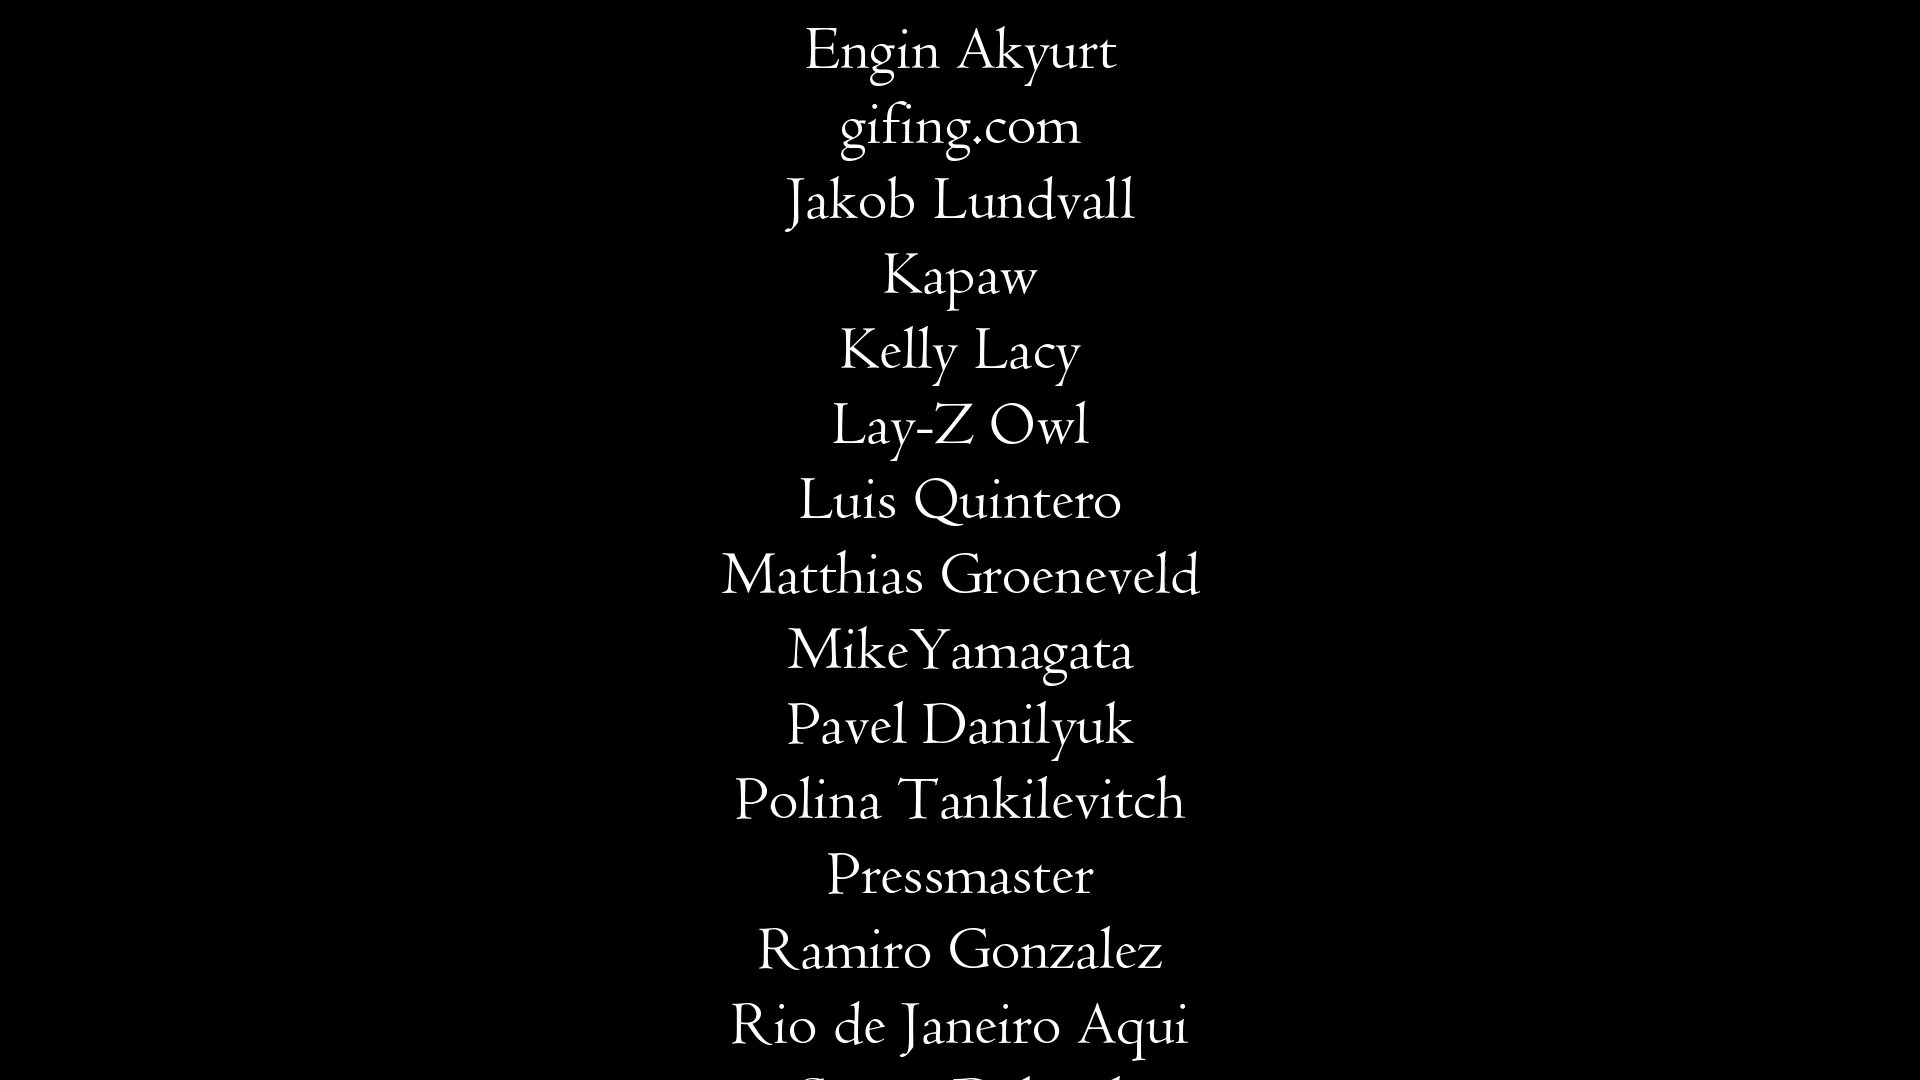 Engin Akyurt
gifing.com
Jakob Lundvall
Kapaw
Kelly Lacy
Lay-Z Owl
Luis Quintero
Matthias Groeneveld
MikeYamagata
Pavel Danilyuk
Polina Tankilevitch
Pressmaster
Ramiro Gonzalez
Rio de Janeiro Aqui